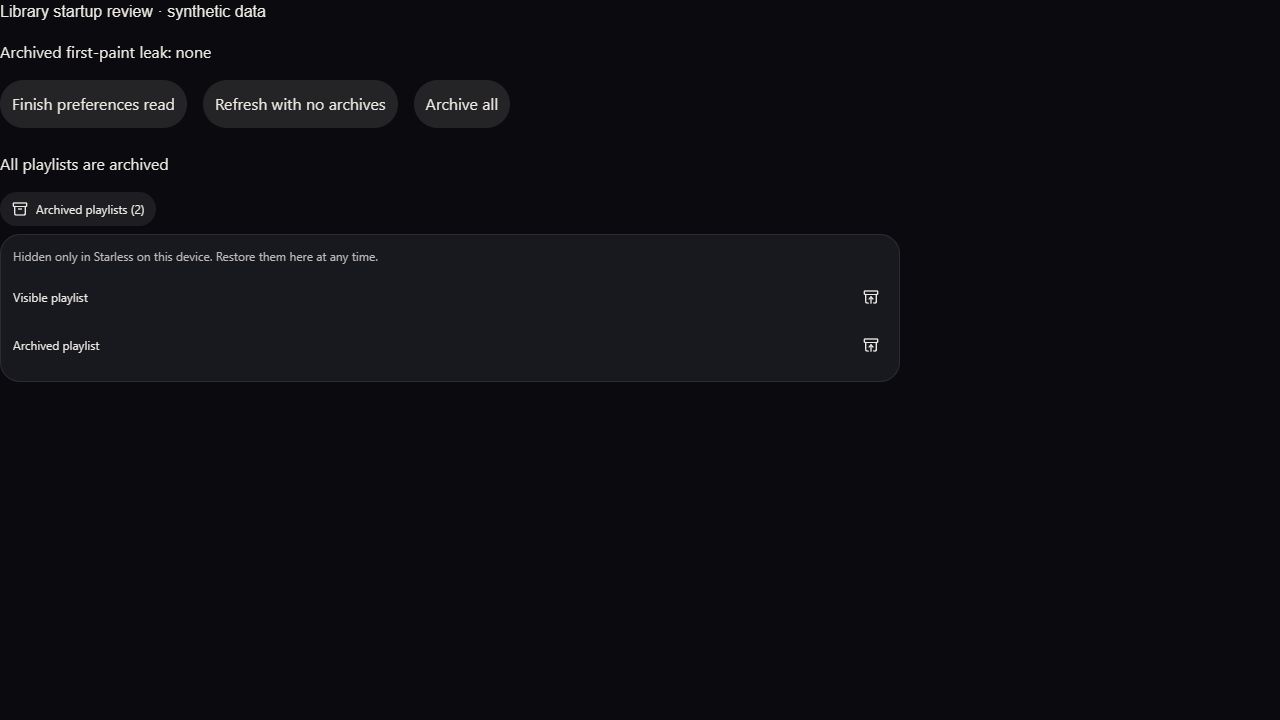 Library startup review · synthetic data
Archived first-paint leak: none
Finish preferences read
Refresh with no archives
Archive all
All playlists are archived
Archived playlists (2)
Hidden only in Starless on this device. Restore them here at any time.
Visible playlist
Archived playlist